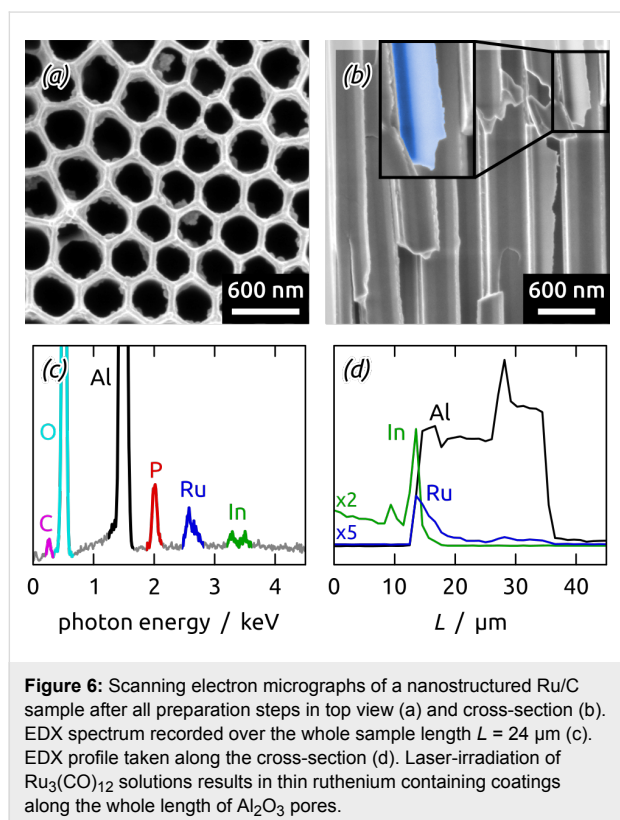 (a)
(b)
600 nm
600 nm
(c)
Al
O
P
Ru
C
In
0 1 2 3 4
photon energy / keV
(d)
Al
In
x2
Ru
x5
0 10 20 30 40
L / µm
Figure 6: Scanning electron micrographs of a nanostructured Ru/C
sample after all preparation steps in top view (a) and cross-section (b).
EDX spectrum recorded over the whole sample length L = 24 µm (c).
EDX profile taken along the cross-section (d). Laser-irradiation of
Ru3(CO)12 solutions results in thin ruthenium containing coatings
along the whole length of Al2O3 pores.